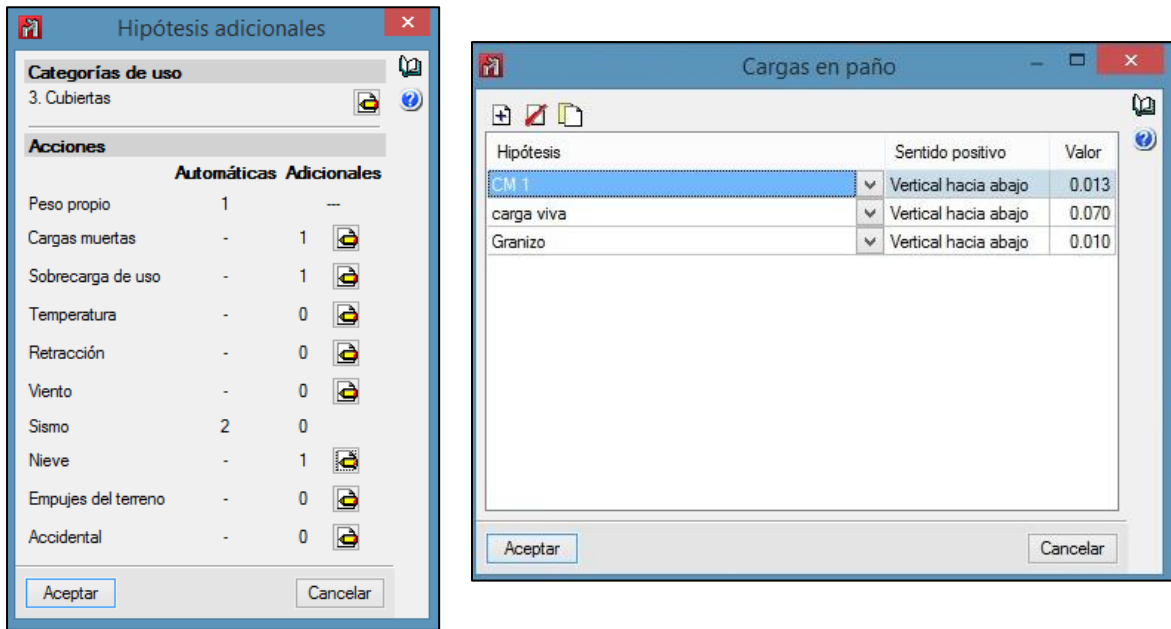 Hipótesis adicionales
Categorías de uso
3. Cubiertas
Acciones
Automáticas Adicionales
Peso propio 1 ---
Cargas muertas - 1
Sobrecarga de uso - 1
Temperatura - 0
Retracción - 0
Viento - 0
Sismo 2 0
Nieve - 1
Empujes del terreno - 0
Accidental - 0
Aceptar Cancelar
Cargas en paño
Hipótesis Sentido positivo Valor
CM 1 Vertical hacia abajo 0.013
carga viva Vertical hacia abajo 0.070
Granizo Vertical hacia abajo 0.010
Aceptar Cancelar